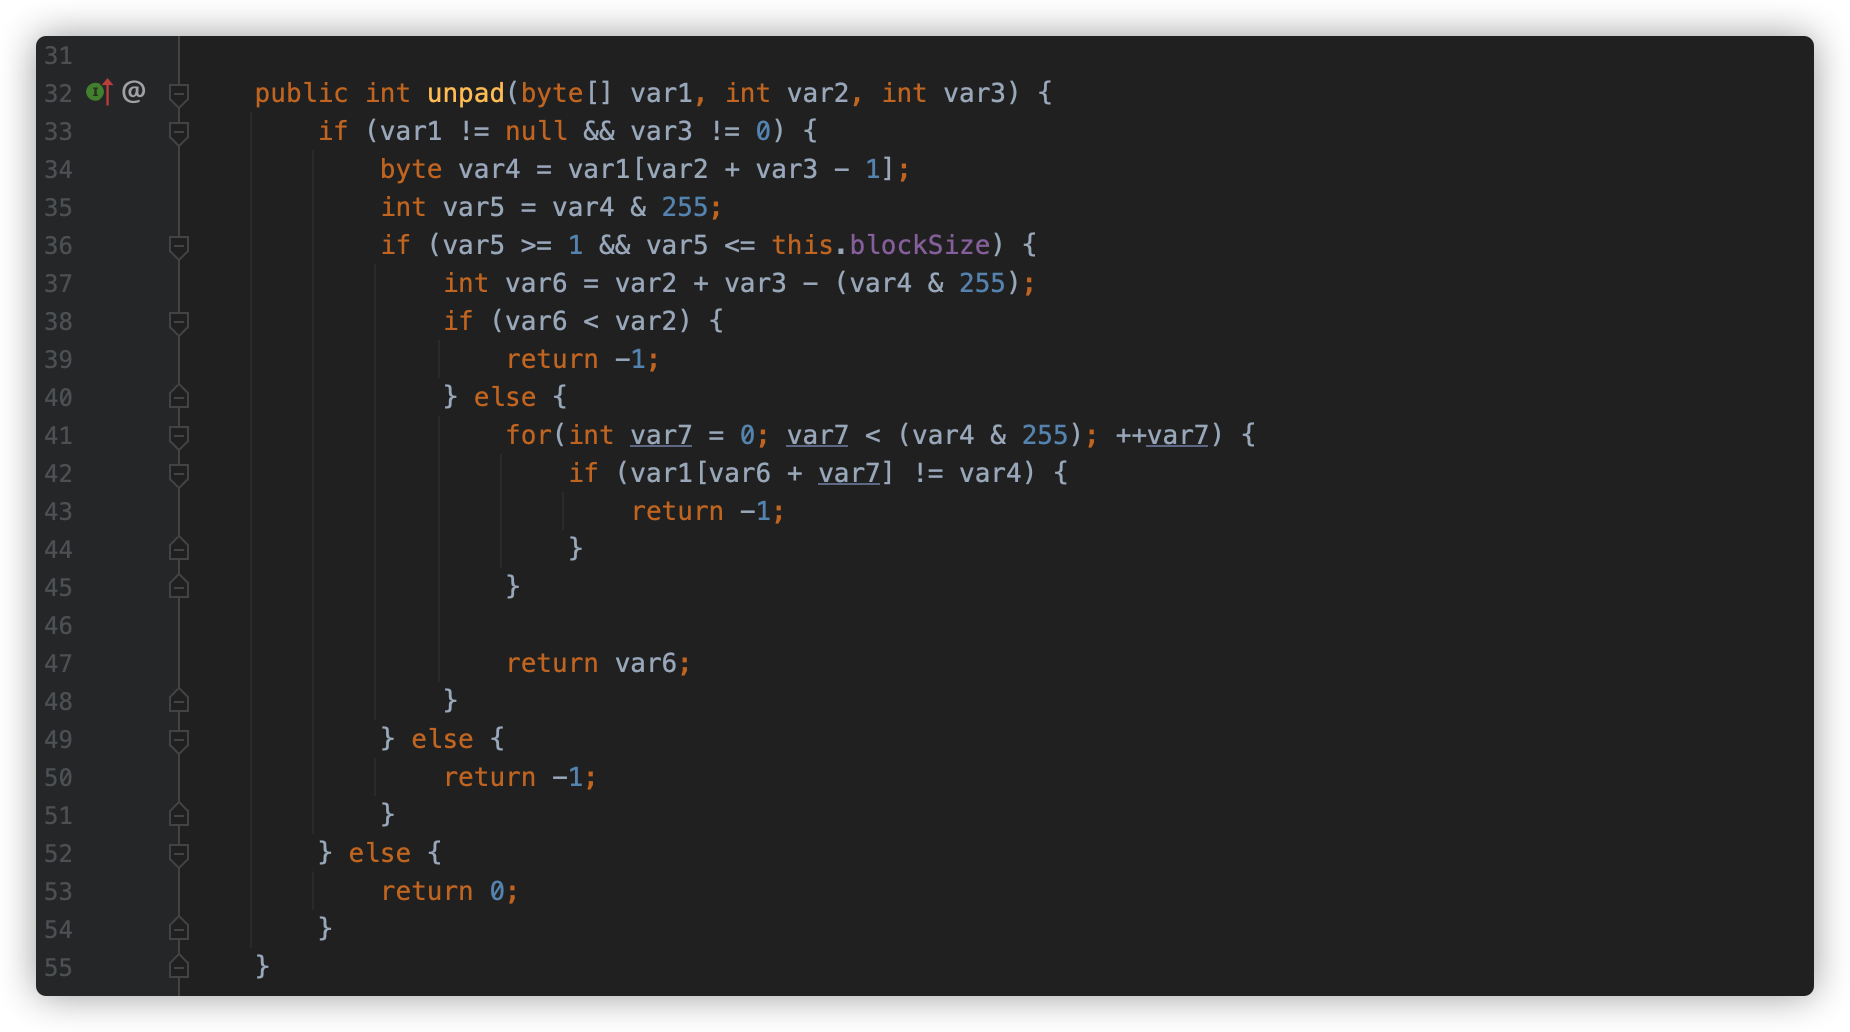 31
32 @ public int unpad(byte[] var1, int var2, int var3) {
33 if (var1 != null && var3 != 0) {
34 byte var4 = var1[var2 + var3 - 1];
35 int var5 = var4 & 255;
36 if (var5 >= 1 && var5 <= this.blockSize) {
37 int var6 = var2 + var3 - (var4 & 255);
38 if (var6 < var2) {
39 return -1;
40 } else {
41 for(int var7 = 0; var7 < (var4 & 255); ++var7) {
42 if (var1[var6 + var7] != var4) {
43 return -1;
44 }
45 }
46
47 return var6;
48 }
49 } else {
50 return -1;
51 }
52 } else {
53 return 0;
54 }
55 }